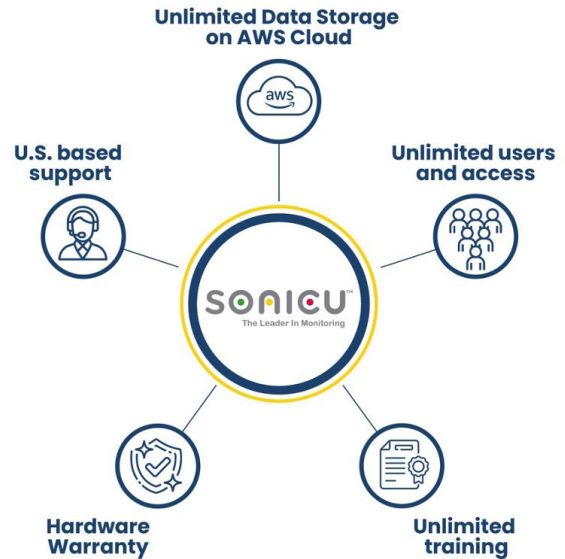 Unlimited Data Storage
on AWS Cloud
aws
U.S. based
support
Unlimited users
and access
SONICU™
The Leader In Monitoring
Hardware
Warranty
Unlimited
training